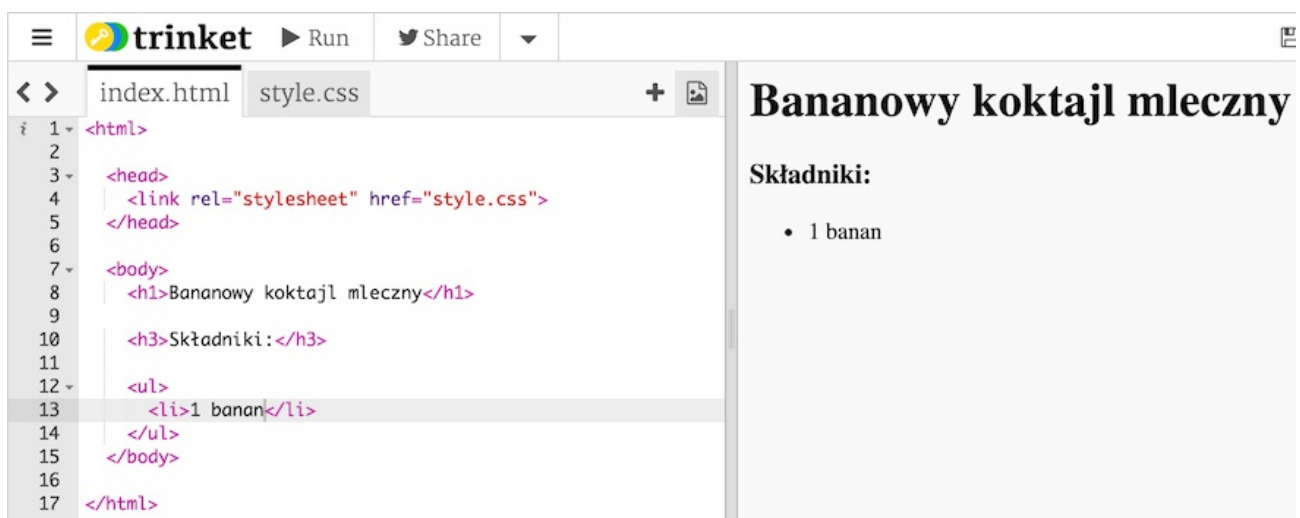 trinket Run Share
index.html style.css
1 <html>
2
3 <head>
4 <link rel="stylesheet" href="style.css">
5 </head>
6
7 <body>
8 <h1>Bananowy koktajl mleczny</h1>
9
10 <h3>Składniki:</h3>
11
12 <ul>
13 <li>1 banan</li>
14 </ul>
15 </body>
16
17 </html>
Bananowy koktajl mleczny
Składniki:
• 1 banan